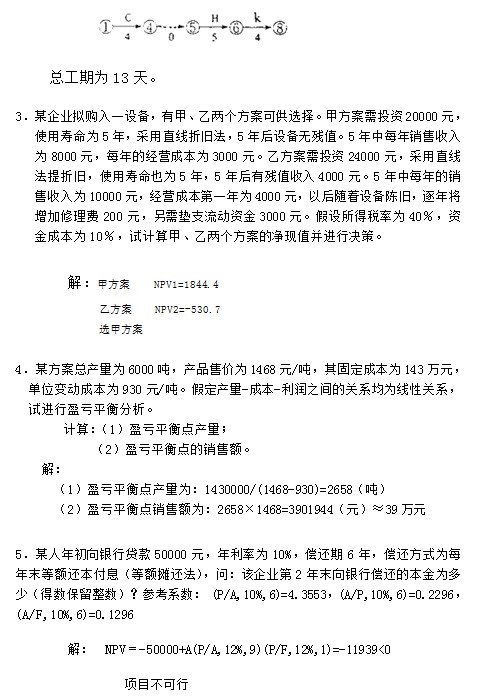 ① C/4 → ④ ⇢ 0 ⑤ H/5 → ⑥ k/4 → ⑧
总工期为 13 天。
3．某企业拟购入一设备，有甲、乙两个方案可供选择。甲方案需投资20000 元，
使用寿命为5 年，采用直线折旧法，5 年后设备无残值。5 年中每年销售收入
为 8000 元，每年的经营成本为 3000 元。乙方案需投资 24000 元，采用直线
法提折旧，使用寿命也为 5 年，5 年后有残值收入 4000 元。5 年中每年的销
售收入为 10000 元，经营成本第一年为 4000 元，以后随着设备陈旧，逐年将
增加修理费 200 元，另需垫支流动资金 3000 元。假设所得税率为 40％，资
金成本为 10％，试计算甲、乙两个方案的净现值并进行决策。
解：甲方案 NPV1=1844.4
乙方案 NPV2=-530.7
选甲方案
4．某方案总产量为 6000 吨，产品售价为 1468 元/吨，其固定成本为 143 万元，
单位变动成本为 930 元/吨。假定产量-成本-利润之间的关系均为线性关系，
试进行盈亏平衡分析。
计算：（1）盈亏平衡点产量；
（2）盈亏平衡点的销售额。
解：
（1）盈亏平衡点产量为：1430000/(1468-930)=2658（吨）
（2）盈亏平衡点销售额为：2658×1468=3901944（元）≈39 万元
5．某人年初向银行贷款 50000 元，年利率为 10%，偿还期 6 年，偿还方式为每
年末等额还本付息（等额摊还法），问：该企业第 2 年末向银行偿还的本金为多
少（得数保留整数）？参考系数：(P/A,10%,6)=4.3553，(A/P,10%,6)=0.2296，
(A/F,10%,6)=0.1296
解： NPV＝-50000+A(P/A,12%,9)(P/F,12%,1)=-11939<0
项目不可行